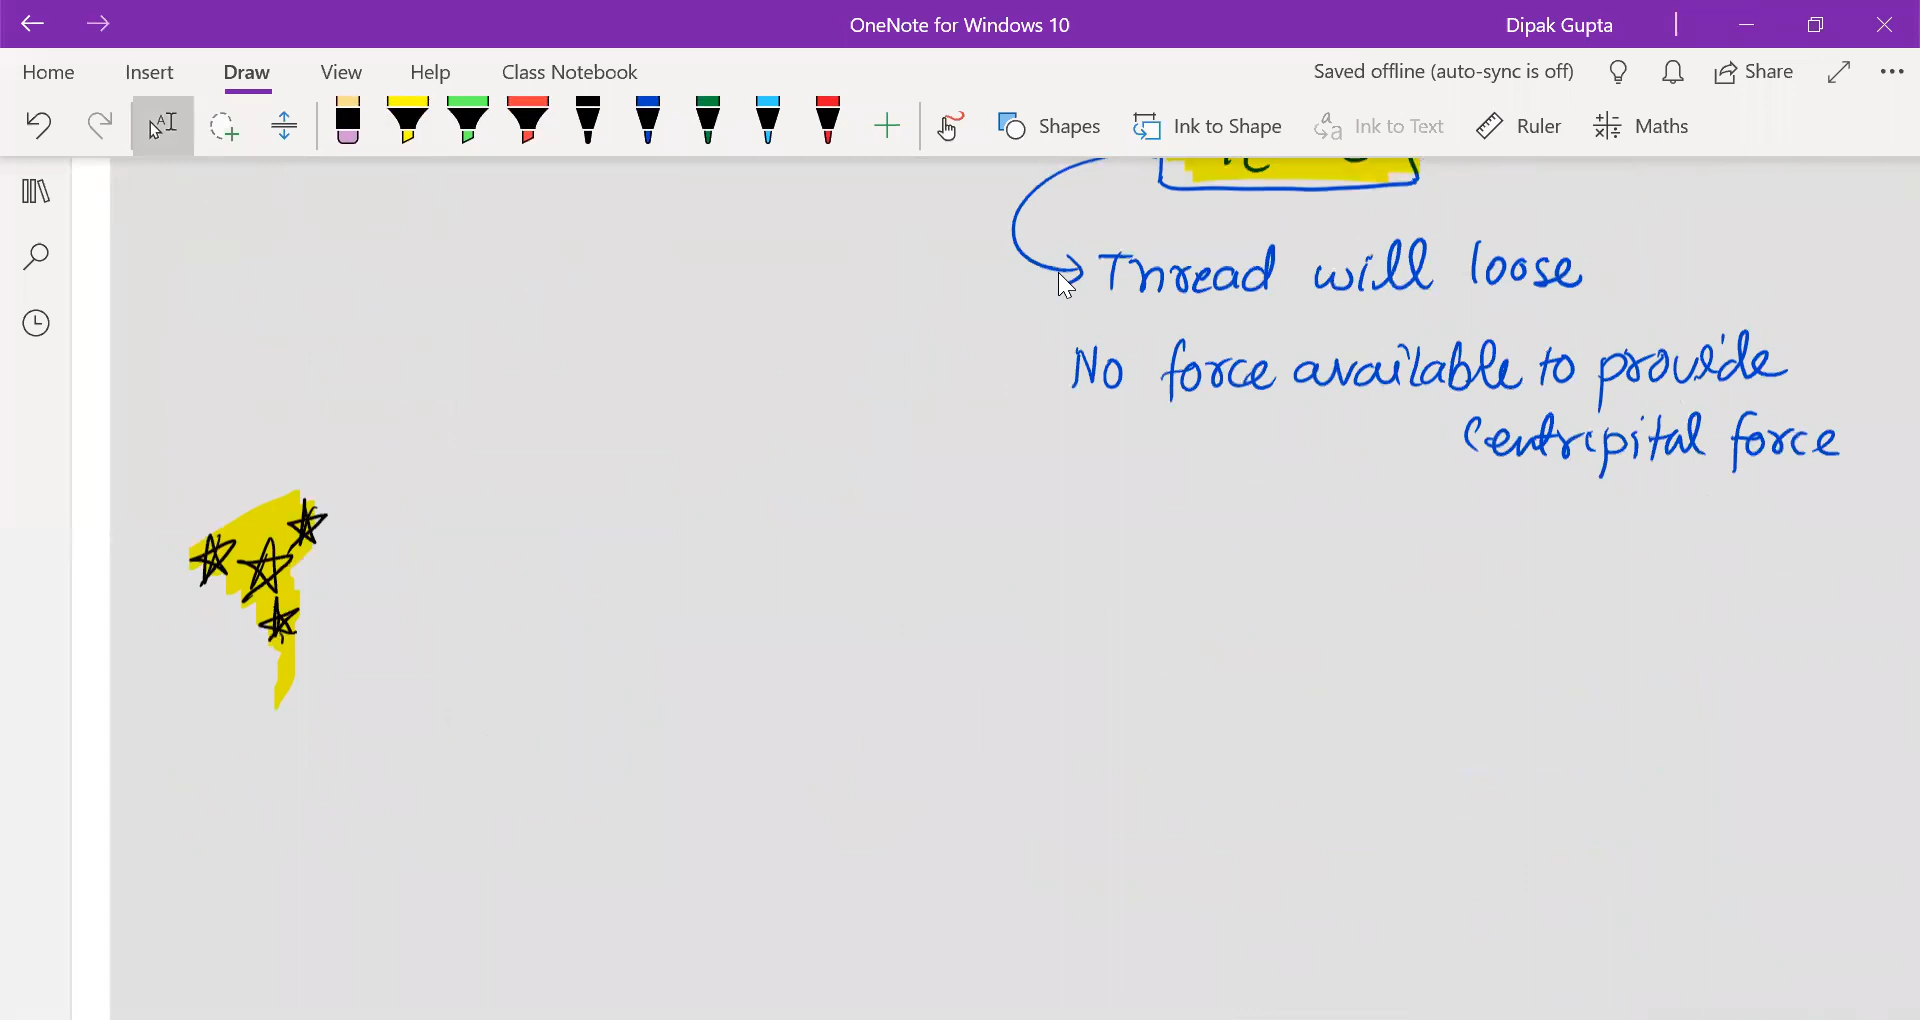 OneNote for Windows 10
Dipak Gupta
Home Insert Draw View Help Class Notebook
Saved offline (auto-sync is off) Share
Shapes Ink to Shape Ink to Text Ruler Maths
Thread will loose
No force available to provide
Centripital force